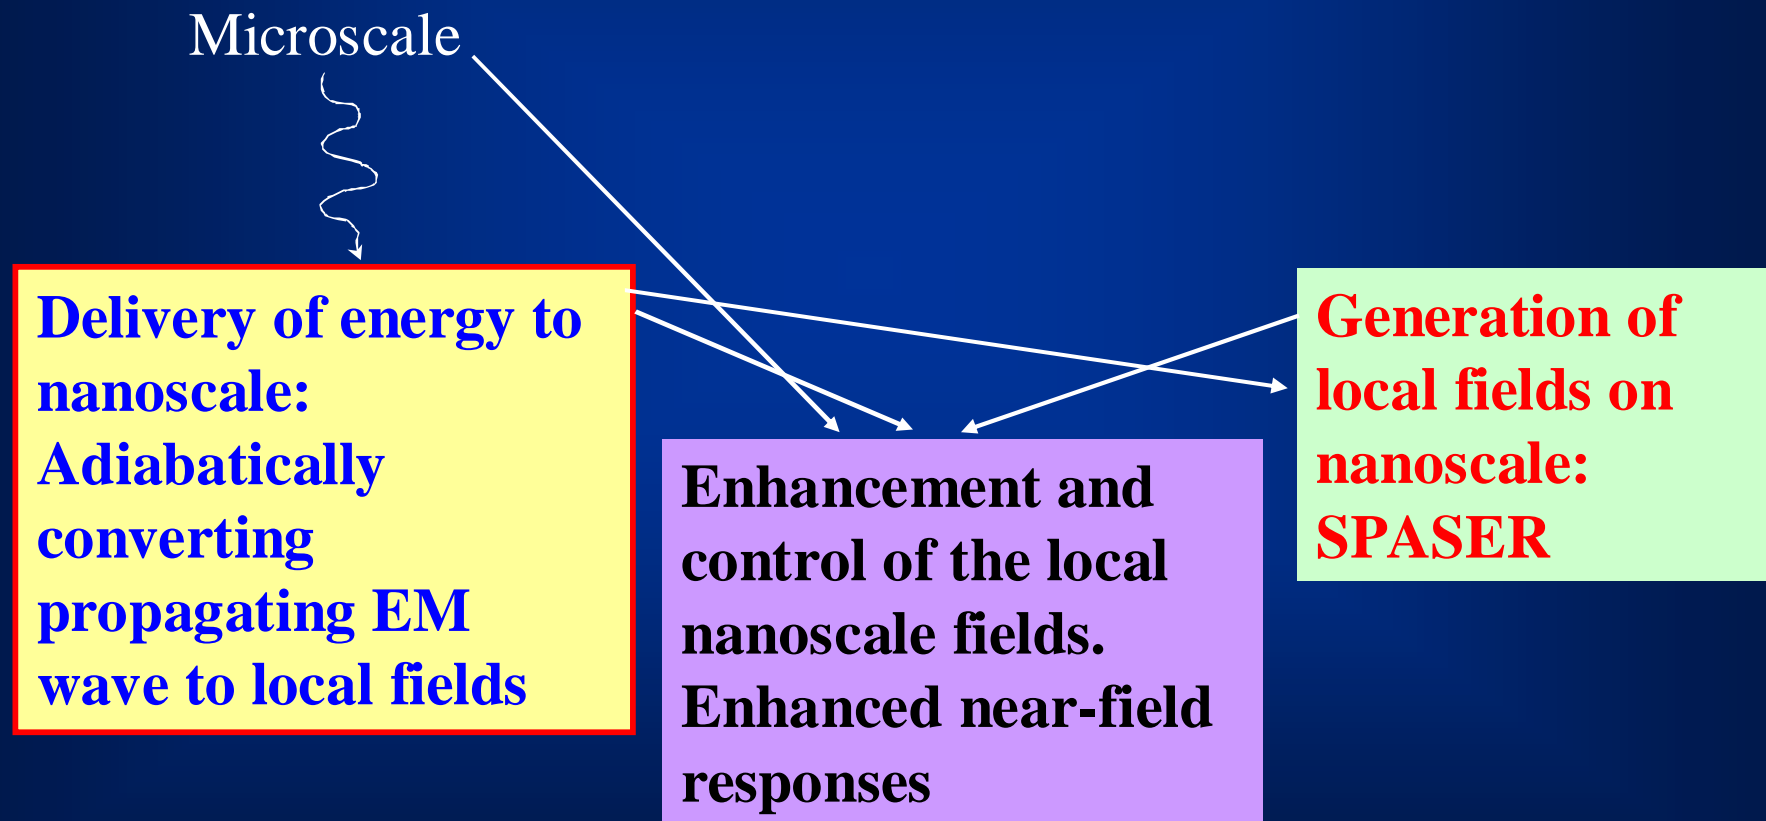 Microscale
Delivery of energy to
nanoscale:
Adiabatically
converting
propagating EM
wave to local fields
Enhancement and
control of the local
nanoscale fields.
Enhanced near-field
responses
Generation of
local fields on
nanoscale:
SPASER